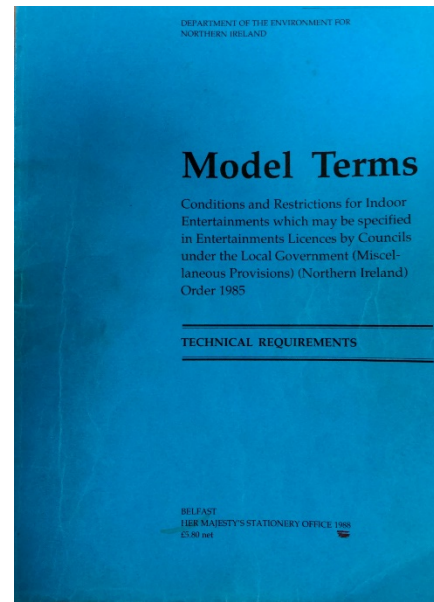 DEPARTMENT OF THE ENVIRONMENT FOR
NORTHERN IRELAND
Model Terms
Conditions and Restrictions for Indoor
Entertainments which may be specified
in Entertainments Licences by Councils
under the Local Government (Miscel-
laneous Provisions) (Northern Ireland)
Order 1985
TECHNICAL REQUIREMENTS
BELFAST
HER MAJESTY'S STATIONERY OFFICE 1988
£5.80 net